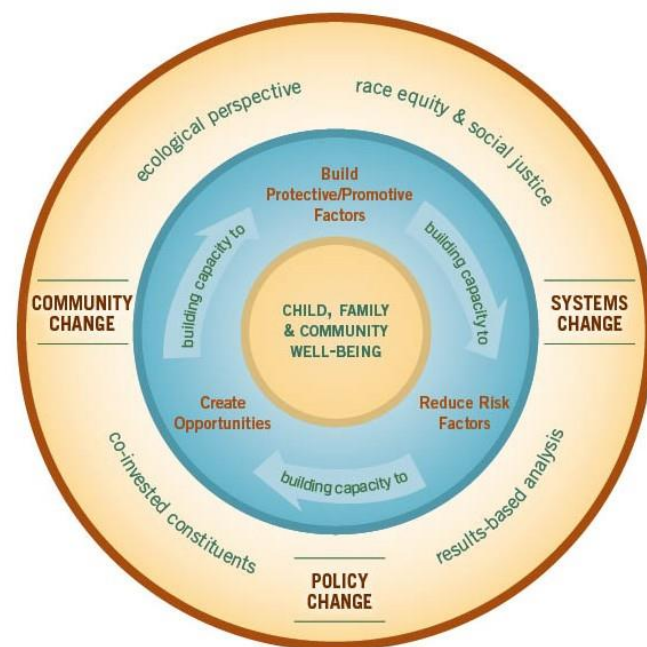 ecological perspective
race equity & social justice
Build
Protective/Promotive
Factors
building capacity to
building capacity to
COMMUNITY
CHANGE
CHILD, FAMILY
& COMMUNITY
WELL-BEING
SYSTEMS
CHANGE
Create
Opportunities
Reduce Risk
Factors
building capacity to
co-invested constituents
results-based analysis
POLICY
CHANGE